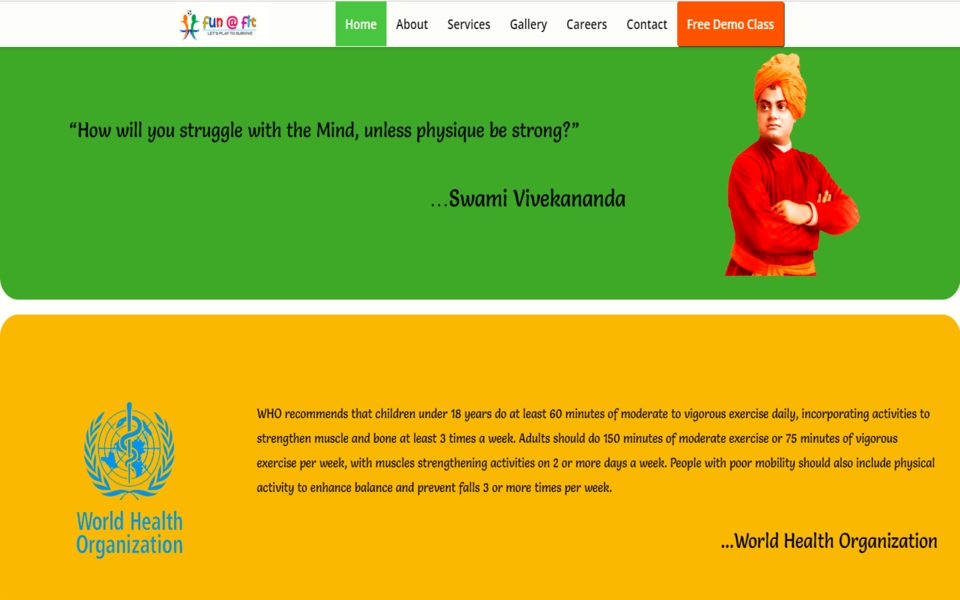 fun @ fit
LET'S PLAY TO SURVIVE
Home About Services Gallery Careers Contact Free Demo Class
“How will you struggle with the Mind, unless physique be strong?”
...Swami Vivekananda
WHO recommends that children under 18 years do at least 60 minutes of moderate to vigorous exercise daily, incorporating activities to
strengthen muscle and bone at least 3 times a week. Adults should do 150 minutes of moderate exercise or 75 minutes of vigorous
exercise per week, with muscles strengthening activities on 2 or more days a week. People with poor mobility should also include physical
activity to enhance balance and prevent falls 3 or more times per week.
World Health
Organization
...World Health Organization